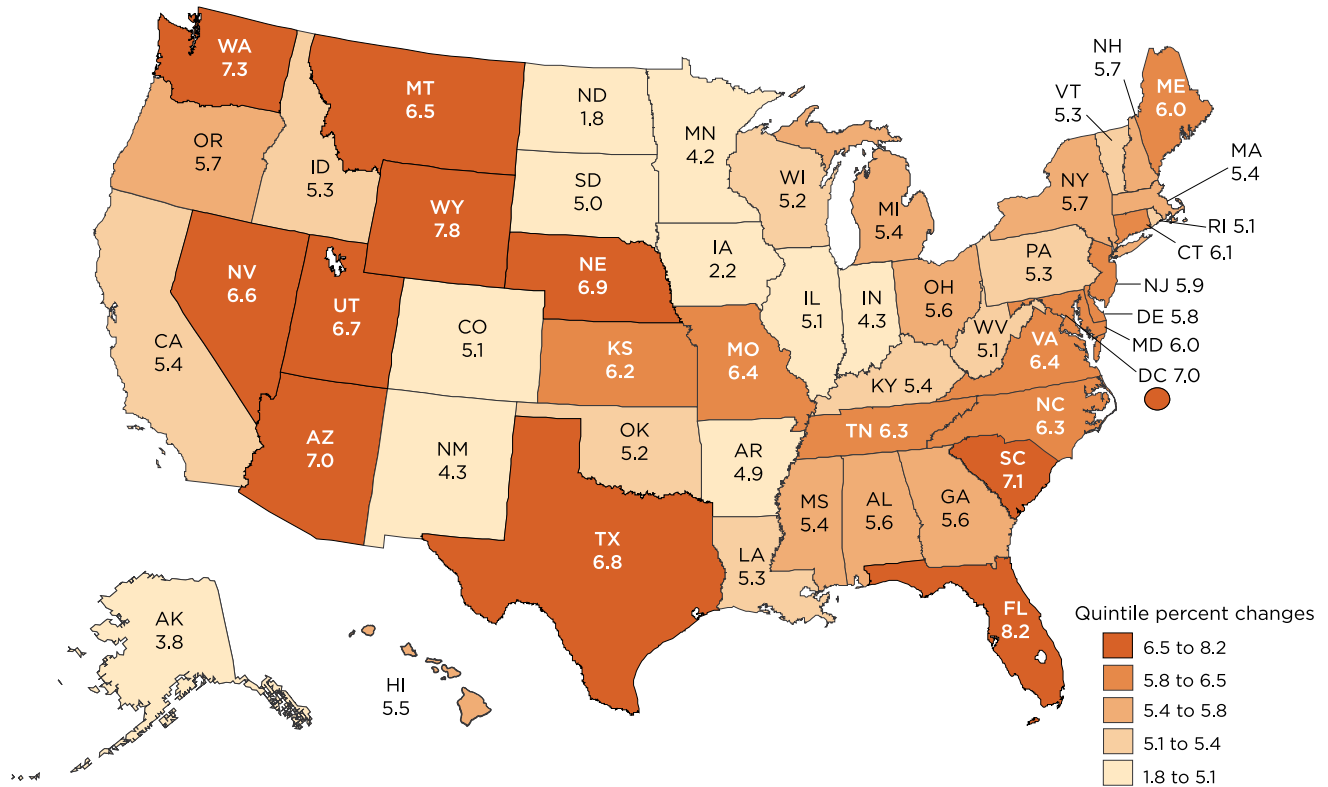 WA
7.3
MT
6.5
ND
1.8
MN
4.2
NH
5.7
VT
5.3
ME
6.0
OR
5.7
ID
5.3
SD
5.0
WI
5.2
MI
5.4
NY
5.7
MA
5.4
RI 5.1
CT 6.1
WY
7.8
NV
6.6
UT
6.7
NE
6.9
IA
2.2
IL
5.1
IN
4.3
OH
5.6
PA
5.3
NJ 5.9
DE 5.8
MD 6.0
DC 7.0
CA
5.4
CO
5.1
KS
6.2
MO
6.4
KY 5.4
WV
5.1
VA
6.4
AZ
7.0
NM
4.3
OK
5.2
AR
4.9
TN 6.3
NC
6.3
SC
7.1
TX
6.8
LA
5.3
MS
5.4
AL
5.6
GA
5.6
FL
8.2
AK
3.8
HI
5.5
Quintile percent changes
6.5 to 8.2
5.8 to 6.5
5.4 to 5.8
5.1 to 5.4
1.8 to 5.1